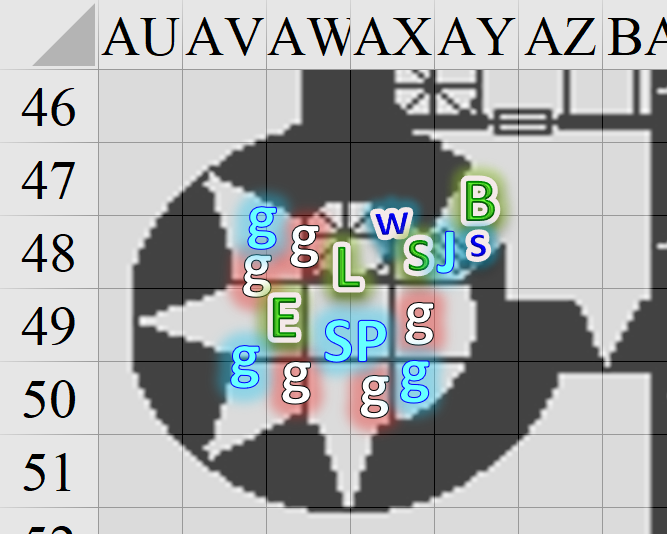 AU AV AW AX AY AZ BA
46
47 B
g w
48 g g L S J s
49 E SP g
50 g g g g
51